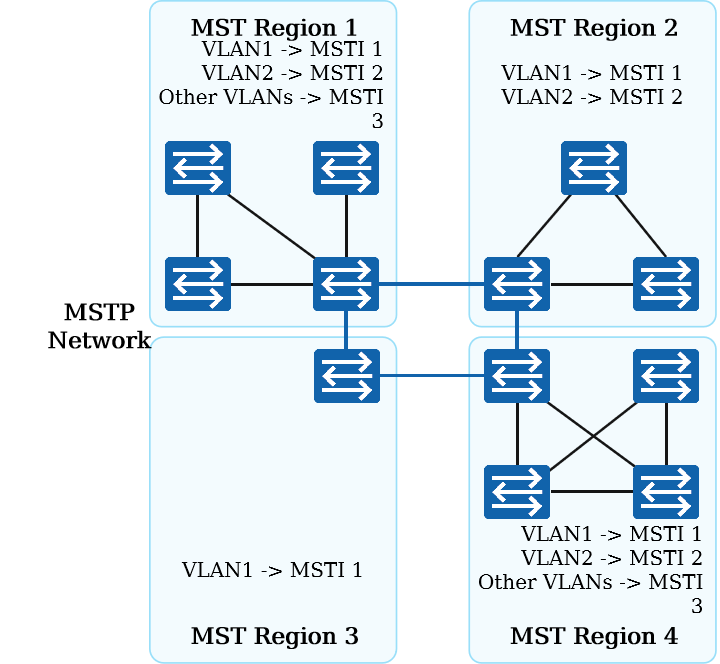 MST Region 1
VLAN1 -> MSTI 1
VLAN2 -> MSTI 2
Other VLANs -> MSTI
3
MST Region 2
VLAN1 -> MSTI 1
VLAN2 -> MSTI 2
MSTP
Network
VLAN1 -> MSTI 1
MST Region 3
VLAN1 -> MSTI 1
VLAN2 -> MSTI 2
Other VLANs -> MSTI
3
MST Region 4